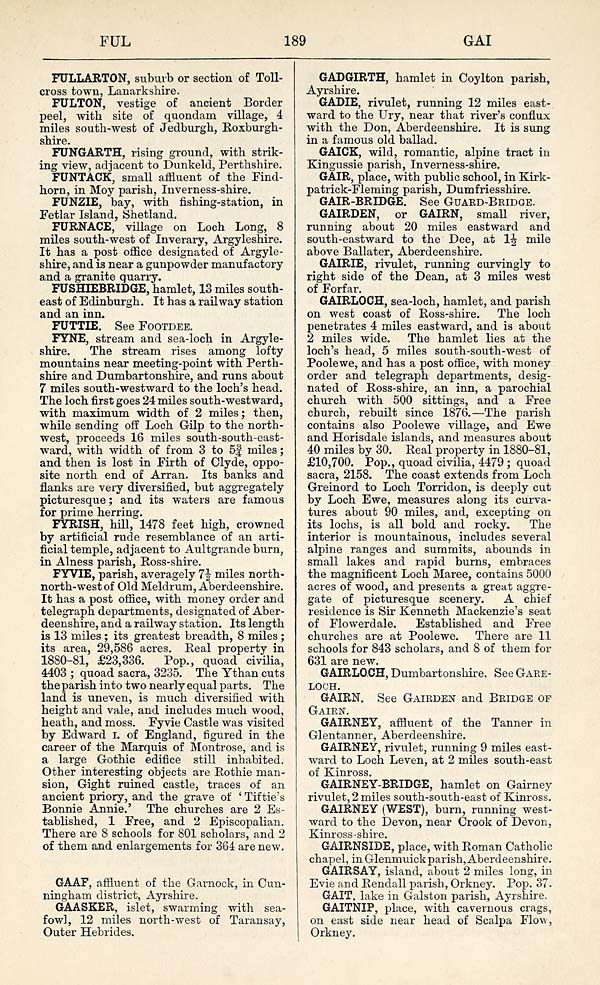 FUL 189 GAI
FULLARTON, suburb or section of Toll-
cross town, Lanarkshire.
FULTON, vestige of ancient Border
peel, with site of quondam village, 4
miles south-west of Jedburgh, Roxburgh-
shire.
FUNGARTH, rising ground, with strik-
ing view, adjacent to Dunkeld, Perthshire.
FUNTACK, small affluent of the Find-
horn, in Moy parish, Inverness-shire.
FUNZIE, bay, with fishing-station, in
Fetlar Island, Shetland.
FURNACE, village on Loch Long, 8
miles south-west of Inverary, Argyleshire.
It has a post office designated of Argyle-
shire, and is near a gunpowder manufactory
and a granite quarry.
FUSHIEBRIDGE, hamlet, 13 miles south-
east of Edinburgh. It has a railway station
and an inn.
FUTTIE. See FOOTDEE.
FYNE, stream and sea-loch in Argyle-
shire. The stream rises among lofty
mountains near meeting-point with Perth-
shire and Dumbartonshire, and runs about
7 miles south-westward to the loch's head.
The loch first goes 24 miles south-westward,
with maximum width of 2 miles; then,
while sending off Loch Gilp to the north-
west, proceeds 16 miles south-south-east-
ward, with width of from 3 to 5¾ miles;
and then is lost in Firth of Clyde, oppo-
site north end of Arran. Its banks and
flanks are very diversified, but aggregately
picturesque; and its waters are famous
for prime herring.
FYRISH, hill, 1478 feet high, crowned
by artificial rude resemblance of an arti-
ficial temple, adjacent to Aultgrande burn,
in Alness parish, Ross-shire.
FYVIE, parish, averagely 7½ miles north-
north-west of Old Meldrum, Aberdeenshire.
It has a post office, with money order and
telegraph departments, designated of Aber-
deenshire, and a railway station. Its length
is 13 miles; its greatest breadth, 8 miles;
its area, 29,586 acres. Real property in
1880-81, £23,336. Pop., quoad civilia,
4403; quoad sacra, 3235. The Ythan cuts
the parish into two nearly equal parts. The
land is uneven, is much diversified with
height and vale, and includes much wood,
heath, and moss. Fyvie Castle was visited
by Edward I. of England, figured in the
career of the Marquis of Montrose, and is
a large Gothic edifice still inhabited.
Other interesting objects are Rothie man-
sion, Gight ruined castle, traces of an
ancient priory, and the grave of 'Tiftie's
Bonnie Annie.' The churches are 2 Es-
tablished, 1 Free, and 2 Episcopalian.
There are 8 schools for 801 scholars, and 2
of them and enlargements for 364 are new.
GAAF, affluent of the Garnock, in Cun-
ningham district, Ayrshire.
GAASKER, islet, swarming with sea-
fowl, 12 miles north-west of Taransay,
Outer Hebrides.
GADGIRTH, hamlet in Coylton parish,
Ayrshire.
GADIE, rivulet, running 12 miles east-
ward to the Ury, near that river's conflux
with the Don, Aberdeenshire. It is sung
in a famous old ballad.
GAICK, wild, romantic, alpine tract in
Kingussie parish, Inverness-shire.
GAIR, place, with public school, in Kirk-
patrick-Fleming parish, Dumfriesshire.
GAIR-BRIDGE. See GUARD-BRIDGE.
GAIRDEN, or GAIRN, small river,
running about 20 miles eastward and
south-eastward to the Dee, at 1½ mile
above Ballater, Aberdeenshire.
GAIRIE, rivulet, running curvingly to
right side of the Dean, at 3 miles west
of Forfar.
GAIRLOCH, sea-loch, hamlet, and parish
on west coast of Ross-shire. The loch
penetrates 4 miles eastward, and is about
2 miles wide. The hamlet lies at the
loch's head, 5 miles south-south-west of
Poolewe, and has a post office, with money
order and telegraph departments, desig-
nated of Ross-shire, an inn, a parochial
church with 500 sittings, and a Free
church, rebuilt since 1876.—The parish
contains also Poolewe village, and Ewe
and Horisdale islands, and measures about
40 miles by 30. Real property in 1880-81,
£10,700. Pop., quoad civilia, 4479; quoad
sacra, 2158. The coast extends from Loch
Greinord to Loch Torridon, is deeply cut
by Loch Ewe, measures along its curva-
tures about 90 miles, and, excepting on
its lochs, is all bold and rocky. The
interior is mountainous, includes several
alpine ranges and summits, abounds in
small lakes and rapid burns, embraces
the magnificent Loch Maree, contains 5000
acres of wood, and presents a great aggre-
gate of picturesque scenery. A chief
residence is Sir Kenneth Mackenzie's seat
of Flowerdale. Established and Free
churches are at Poolewe. There are 11
schools for 843 scholars, and 8 of them for
631 are new.
GAIRLOCH, Dumbartonshire. See GARE-
LOCH.
GAIRN. See GAIRDEN and BRIDGE OF
GAIRN.
GAIRNEY, affluent of the Tanner in
Glentanner, Aberdeenshire.
GAIRNEY, rivulet, running 9 miles east-
ward to Loch Leven, at 2 miles south-east
of Kinross.
GAIRNEY-BRIDGE, hamlet on Gairney
rivulet, 2 miles south-south-east of Kinross.
GAIRNEY (WEST), burn, running west-
ward to the Devon, near Crook of Devon,
Kinross-shire.
GAIRNSIDE, place, with Roman Catholic
chapel, in Glenmuick parish, Aberdeenshire.
GAIRSAY, island, about 2 miles long, in
Evie and Rendall parish, Orkney. Pop. 37.
GAIT, lake in Galston parish, Ayrshire.
GAITNIP, place, with cavernous crags,
on east side near head of Scalpa Flow,
Orkney.